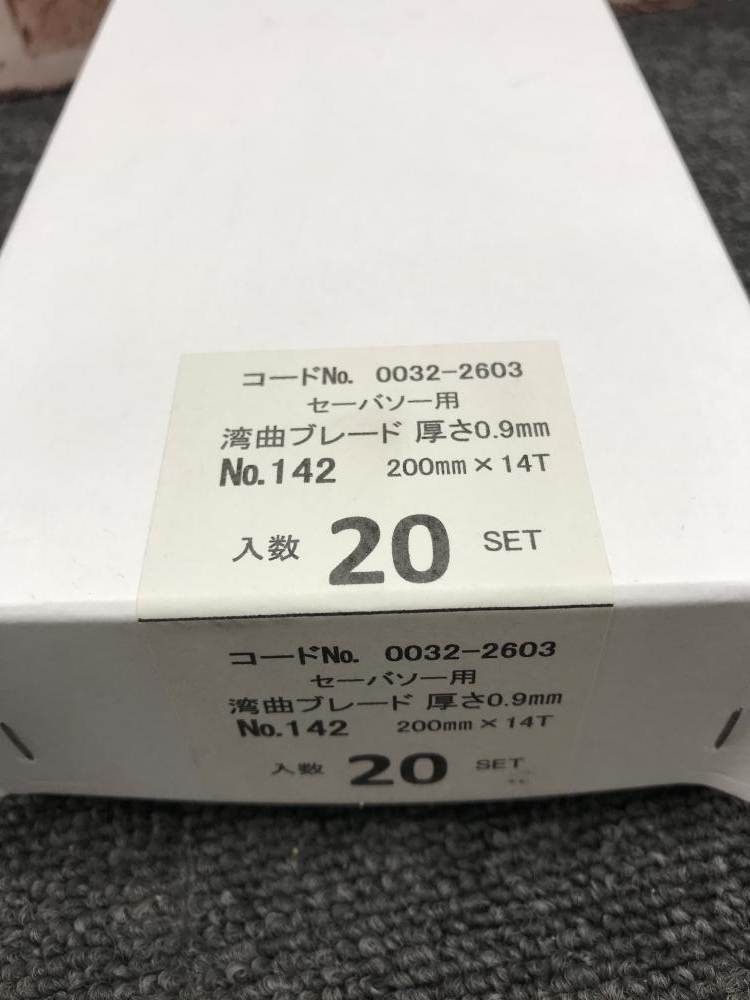 コードNo. 0032-2603
セーバソー用
湾曲ブレード 厚さ0.9mm
No.142 200mm×14T
入数 20 SET
コードNo. 0032-2603
セーバソー用
湾曲ブレード 厚さ0.9mm
No.142 200mm×14T
入数 20 SET